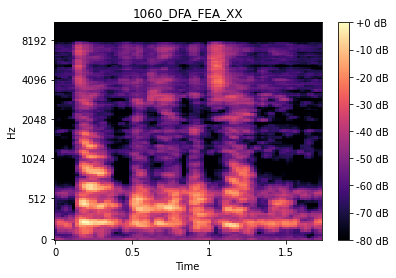 1060_DFA_FEA_XX
8192
4096
2048
1024
512
0
Hz
0
0.5
1
1.5
Time
+0 dB
-10 dB
-20 dB
-30 dB
-40 dB
-50 dB
-60 dB
-70 dB
-80 dB